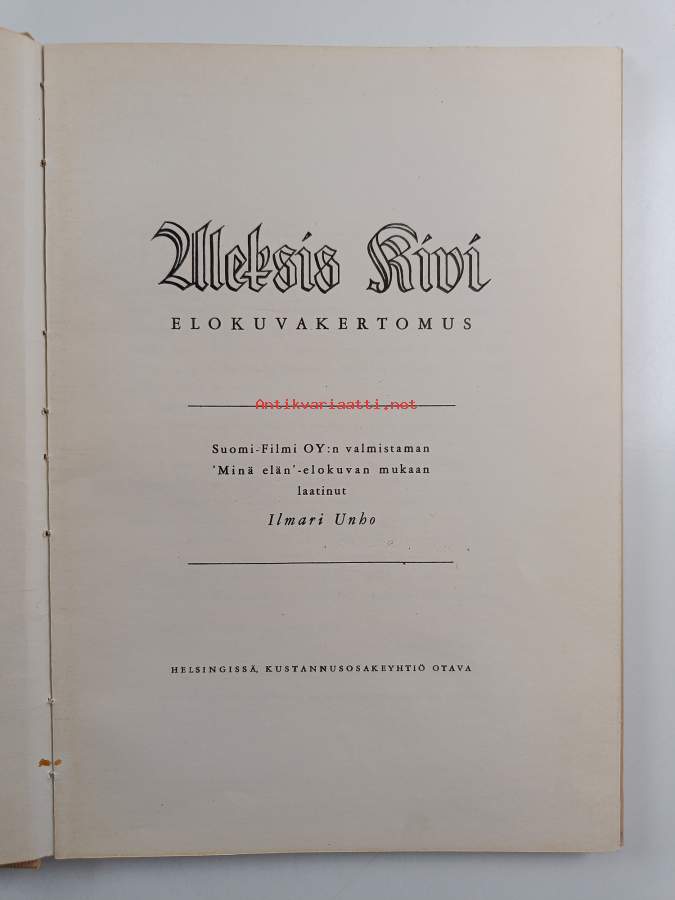 Aleksis Kivi
ELOKUVAKERTOMUS
Antikvariaatti.net
Suomi-Filmi OY:n valmistaman
'Minä elän'-elokuvan mukaan
laatinut
Ilmari Unho
HELSINGISSÄ, KUSTANNUSOSAKEYHTIÖ OTAVA